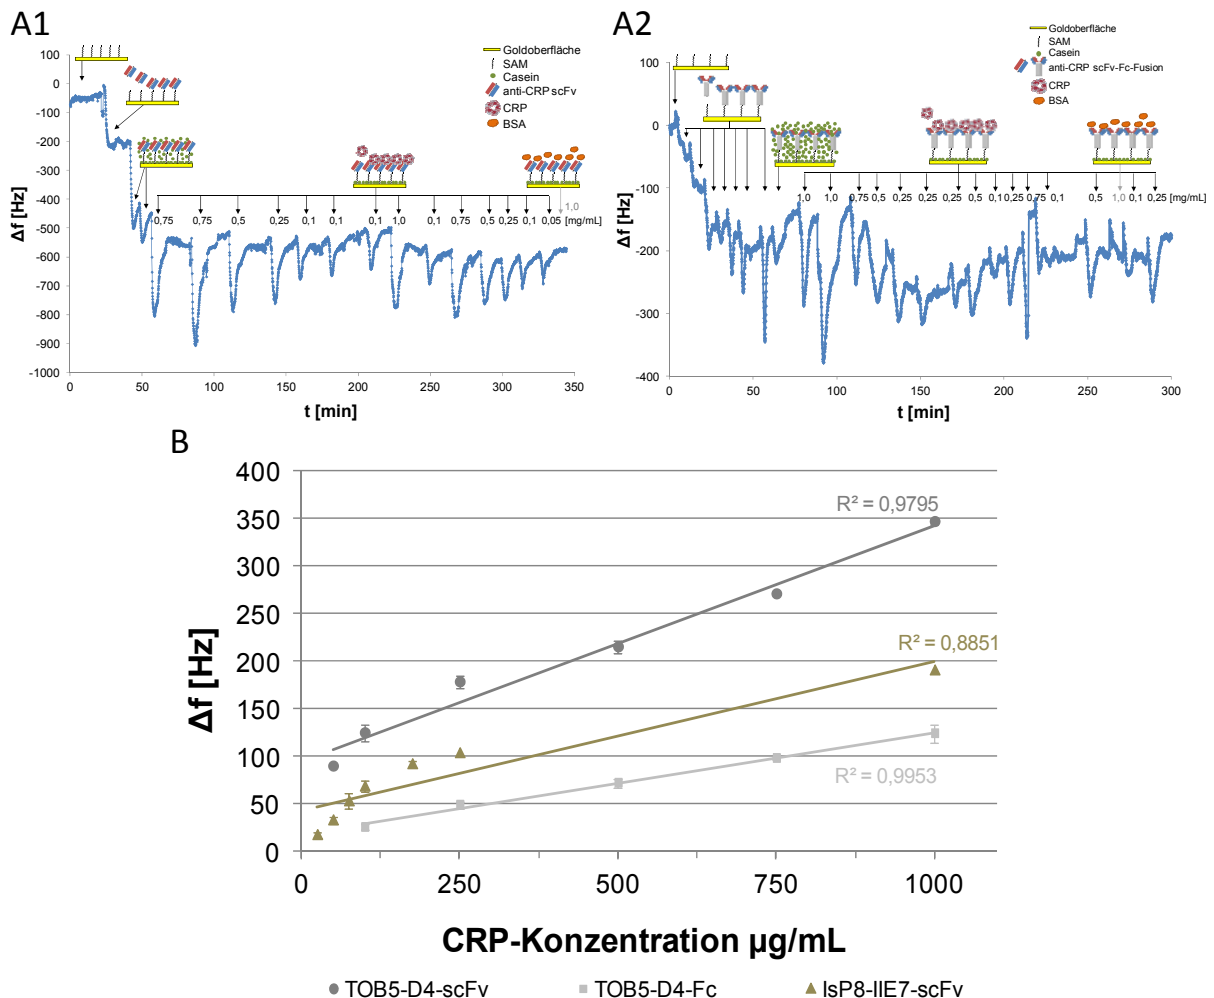 A1
Goldoberfläche
SAM
Casein
anti-CRP scFv
CRP
BSA
100
0
-100
-200
-300
-400
-500
-600
-700
-800
-900
-1000
Δf [Hz]
0,75 0,75 0,5 0,25 0,1 0,1 0,1 1,0 0,1 0,75 0,5 0,25 0,1 0,05 1,0 [mg/mL]
0 50 100 150 200 250 300 350
t [min]
A2
Goldoberfläche
SAM
Casein
anti-CRP scFv-Fc-Fusion
CRP
BSA
100
0
-100
-200
-300
-400
Δf [Hz]
1,0 1,0 0,75 0,5 0,25 0,25 0,25 0,5 0,1 0,25 0,75 0,1 0,5 1,0 0,1 0,25 [mg/mL]
0 50 100 150 200 250 300
t [min]
B
400
350
300
250
200
150
100
50
0
Δf [Hz]
R² = 0,9795
R² = 0,8851
R² = 0,9953
0 250 500 750 1000
CRP-Konzentration µg/mL
TOB5-D4-scFv TOB5-D4-Fc IsP8-IIE7-scFv